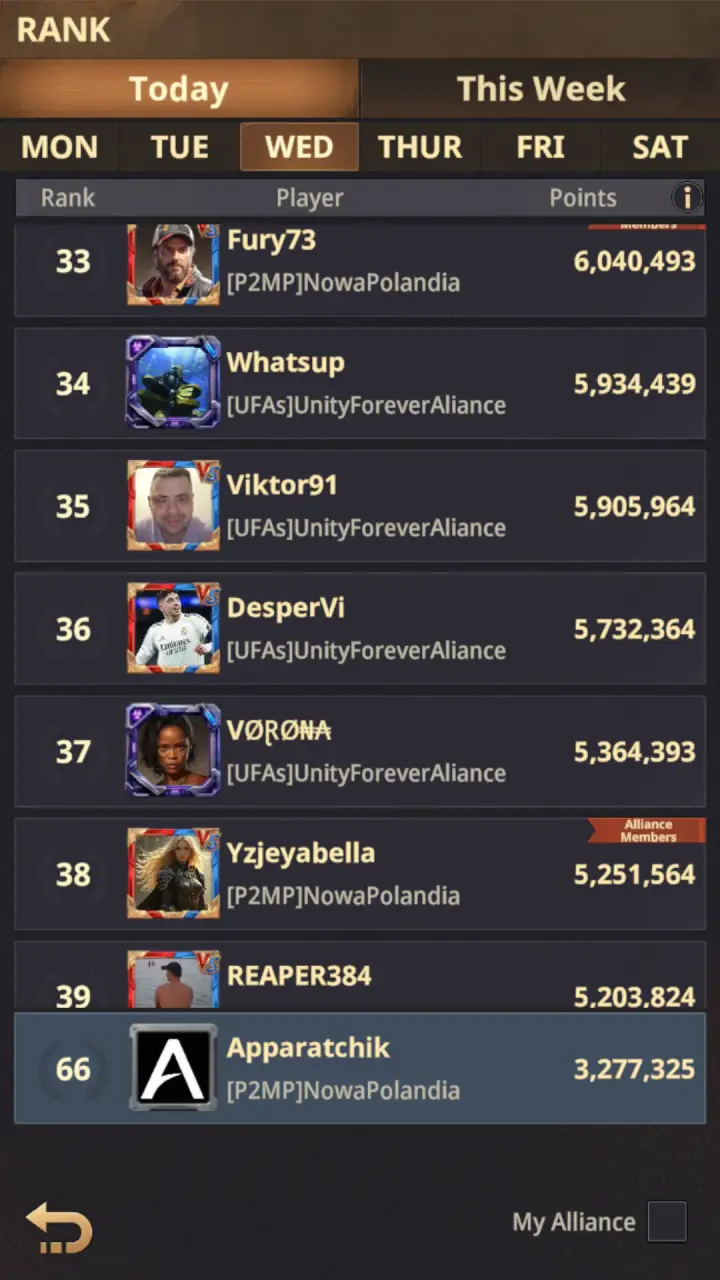 RANK
Today
This Week
MON
TUE
WED
THUR
FRI
SAT
Rank
Player
Points
i
33
Fury73
[P2MP]NowaPolandia
Members
6,040,493
34
Whatsup
[UFAs]UnityForeverAliance
5,934,439
35
Viktor91
[UFAs]UnityForeverAliance
5,905,964
36
DesperVi
[UFAs]UnityForeverAliance
5,732,364
37
VØⱤØ₦₳
[UFAs]UnityForeverAliance
5,364,393
38
Yzjeyabella
[P2MP]NowaPolandia
Alliance
Members
5,251,564
39
REAPER384
5,203,824
66
Apparatchik
[P2MP]NowaPolandia
3,277,325
My Alliance